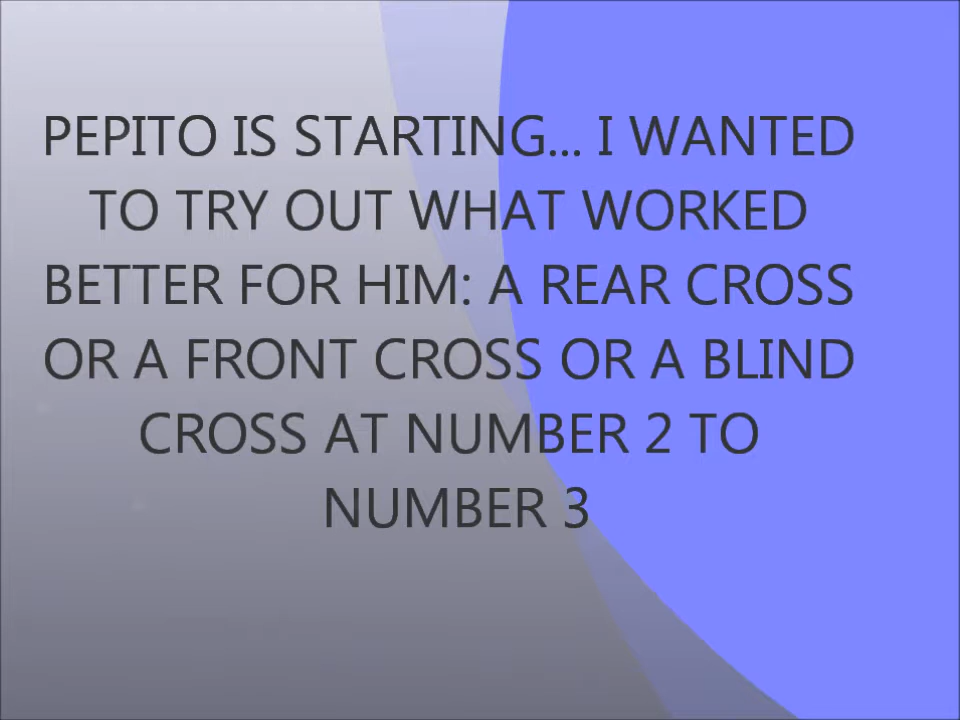 PEPITO IS STARTING... I WANTED
TO TRY OUT WHAT WORKED
BETTER FOR HIM: A REAR CROSS
OR A FRONT CROSS OR A BLIND
CROSS AT NUMBER 2 TO
NUMBER 3